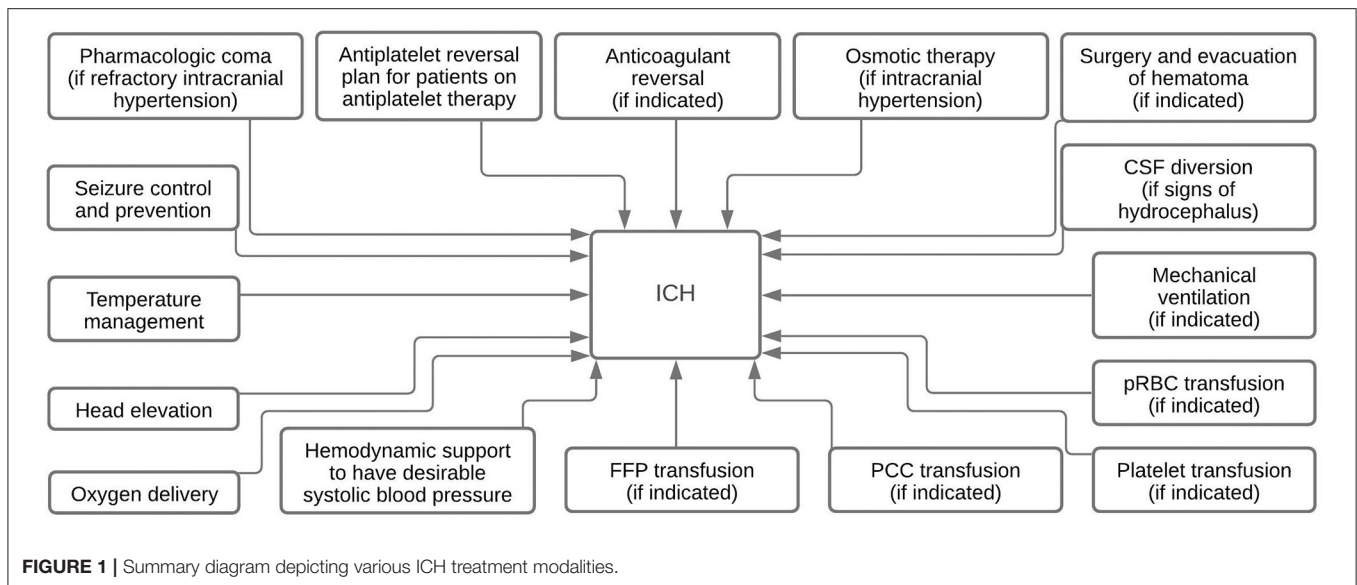 Pharmacologic coma
(if refractory intracranial
hypertension)
Antiplatelet reversal
plan for patients on
antiplatelet therapy
Anticoagulant
reversal
(if indicated)
Osmotic therapy
(if intracranial
hypertension)
Surgery and evacuation
of hematoma
(if indicated)
Seizure control
and prevention
CSF diversion
(if signs of
hydrocephalus)
ICH
Temperature
management
Mechanical
ventilation
(if indicated)
Head elevation
pRBC transfusion
(if indicated)
Oxygen delivery
Hemodynamic support
to have desirable
systolic blood pressure
FFP transfusion
(if indicated)
PCC transfusion
(if indicated)
Platelet transfusion
(if indicated)
FIGURE 1 | Summary diagram depicting various ICH treatment modalities.